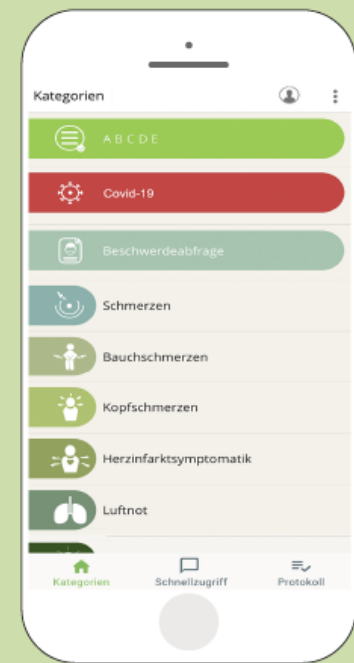 Kategorien
A B C D E
Covid-19
Beschwerdeabfrage
Schmerzen
Bauchschmerzen
Kopfschmerzen
Herzinfarktsymptomatik
Luftnot
Kategorien
Schnellzugriff
Protokoll